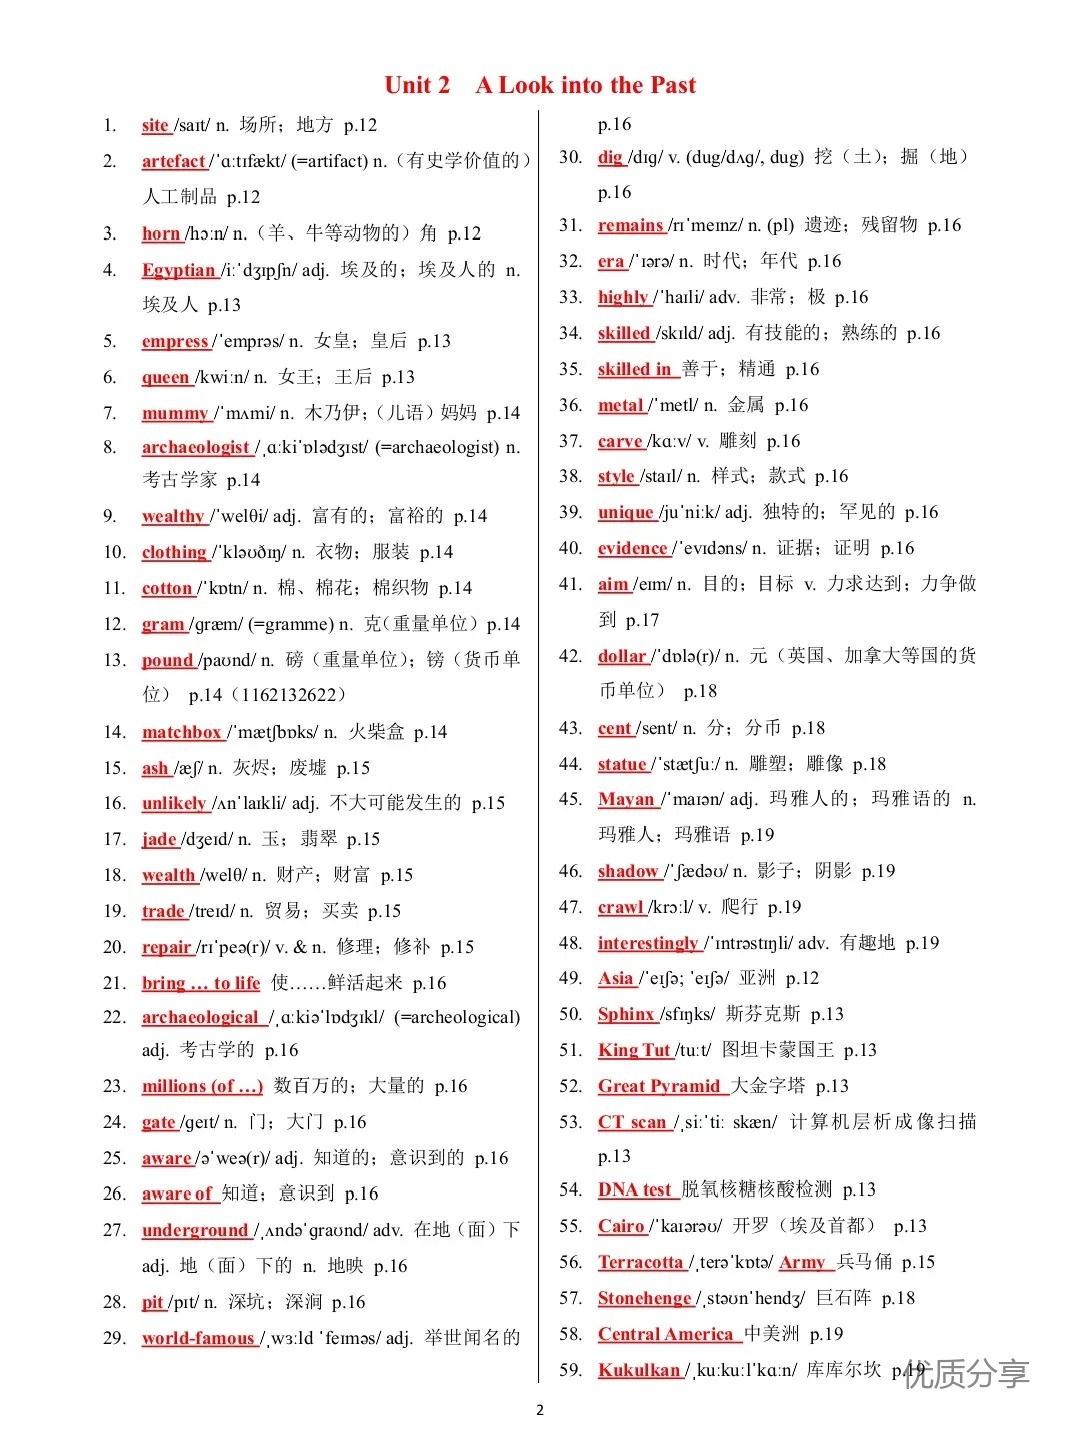 Unit 2 A Look into the Past
1. site /saɪt/ n. 场所；地方 p.12
2. artefact /ˈɑːtɪfækt/ (=artifact) n.（有史学价值的）
人工制品 p.12
3. horn /hɔːn/ n.（羊、牛等动物的）角 p.12
4. Egyptian /iːˈdʒɪpʃn/ adj. 埃及的；埃及人的 n.
埃及人 p.13
5. empress /ˈemprəs/ n. 女皇；皇后 p.13
6. queen /kwiːn/ n. 女王；王后 p.13
7. mummy /ˈmʌmi/ n. 木乃伊；（儿语）妈妈 p.14
8. archaeologist /ˌɑːkiˈɒlədʒɪst/ (=archaeologist) n.
考古学家 p.14
9. wealthy /ˈwelθi/ adj. 富有的；富裕的 p.14
10. clothing /ˈkləʊðɪŋ/ n. 衣物；服装 p.14
11. cotton /ˈkɒtn/ n. 棉、棉花；棉织物 p.14
12. gram /ɡræm/ (=gramme) n. 克（重量单位）p.14
13. pound /paʊnd/ n. 磅（重量单位）；镑（货币单
位） p.14（1162132622）
14. matchbox /ˈmætʃbɒks/ n. 火柴盒 p.14
15. ash /æʃ/ n. 灰烬；废墟 p.15
16. unlikely /ʌnˈlaɪkli/ adj. 不大可能发生的 p.15
17. jade /dʒeɪd/ n. 玉；翡翠 p.15
18. wealth /welθ/ n. 财产；财富 p.15
19. trade /treɪd/ n. 贸易；买卖 p.15
20. repair /rɪˈpeə(r)/ v. & n. 修理；修补 p.15
21. bring … to life 使……鲜活起来 p.16
22. archaeological /ˌɑːkiəˈlɒdʒɪkl/ (=archeological)
adj. 考古学的 p.16
23. millions (of …) 数百万的；大量的 p.16
24. gate /ɡeɪt/ n. 门；大门 p.16
25. aware /əˈweə(r)/ adj. 知道的；意识到的 p.16
26. aware of 知道；意识到 p.16
27. underground /ˌʌndəˈɡraʊnd/ adv. 在地（面）下
adj. 地（面）下的 n. 地映 p.16
28. pit /pɪt/ n. 深坑；深涧 p.16
29. world-famous /ˌwɜːld ˈfeɪməs/ adj. 举世闻名的
p.16
30. dig /dɪɡ/ v. (dug/dʌɡ/, dug) 挖（土）；掘（地）
p.16
31. remains /rɪˈmeɪnz/ n. (pl) 遗迹；残留物 p.16
32. era /ˈɪərə/ n. 时代；年代 p.16
33. highly /ˈhaɪli/ adv. 非常；极 p.16
34. skilled /skɪld/ adj. 有技能的；熟练的 p.16
35. skilled in 善于；精通 p.16
36. metal /ˈmetl/ n. 金属 p.16
37. carve /kɑːv/ v. 雕刻 p.16
38. style /staɪl/ n. 样式；款式 p.16
39. unique /juˈniːk/ adj. 独特的；罕见的 p.16
40. evidence /ˈevɪdəns/ n. 证据；证明 p.16
41. aim /eɪm/ n. 目的；目标 v. 力求达到；力争做
到 p.17
42. dollar /ˈdɒlə(r)/ n. 元（英国、加拿大等国的货
币单位） p.18
43. cent /sent/ n. 分；分币 p.18
44. statue /ˈstætʃuː/ n. 雕塑；雕像 p.18
45. Mayan /ˈmaɪən/ adj. 玛雅人的；玛雅语的 n.
玛雅人；玛雅语 p.19
46. shadow /ˈʃædəʊ/ n. 影子；阴影 p.19
47. crawl /krɔːl/ v. 爬行 p.19
48. interestingly /ˈɪntrəstɪŋli/ adv. 有趣地 p.19
49. Asia /ˈeɪʃə; ˈeɪʃə/ 亚洲 p.12
50. Sphinx /sfɪŋks/ 斯芬克斯 p.13
51. King Tut /tuːt/ 图坦卡蒙国王 p.13
52. Great Pyramid 大金字塔 p.13
53. CT scan /ˌsiːˈtiː skæn/ 计算机层析成像扫描
p.13
54. DNA test 脱氧核糖核酸检测 p.13
55. Cairo /ˈkaɪərəʊ/ 开罗（埃及首都） p.13
56. Terracotta /ˌterəˈkɒtə/ Army 兵马俑 p.15
57. Stonehenge /ˌstəʊnˈhendʒ/ 巨石阵 p.18
58. Central America 中美洲 p.19
59. Kukulkan /ˌkuːkuːlˈkɑːn/ 库库尔坎 p.19
优质分享
2